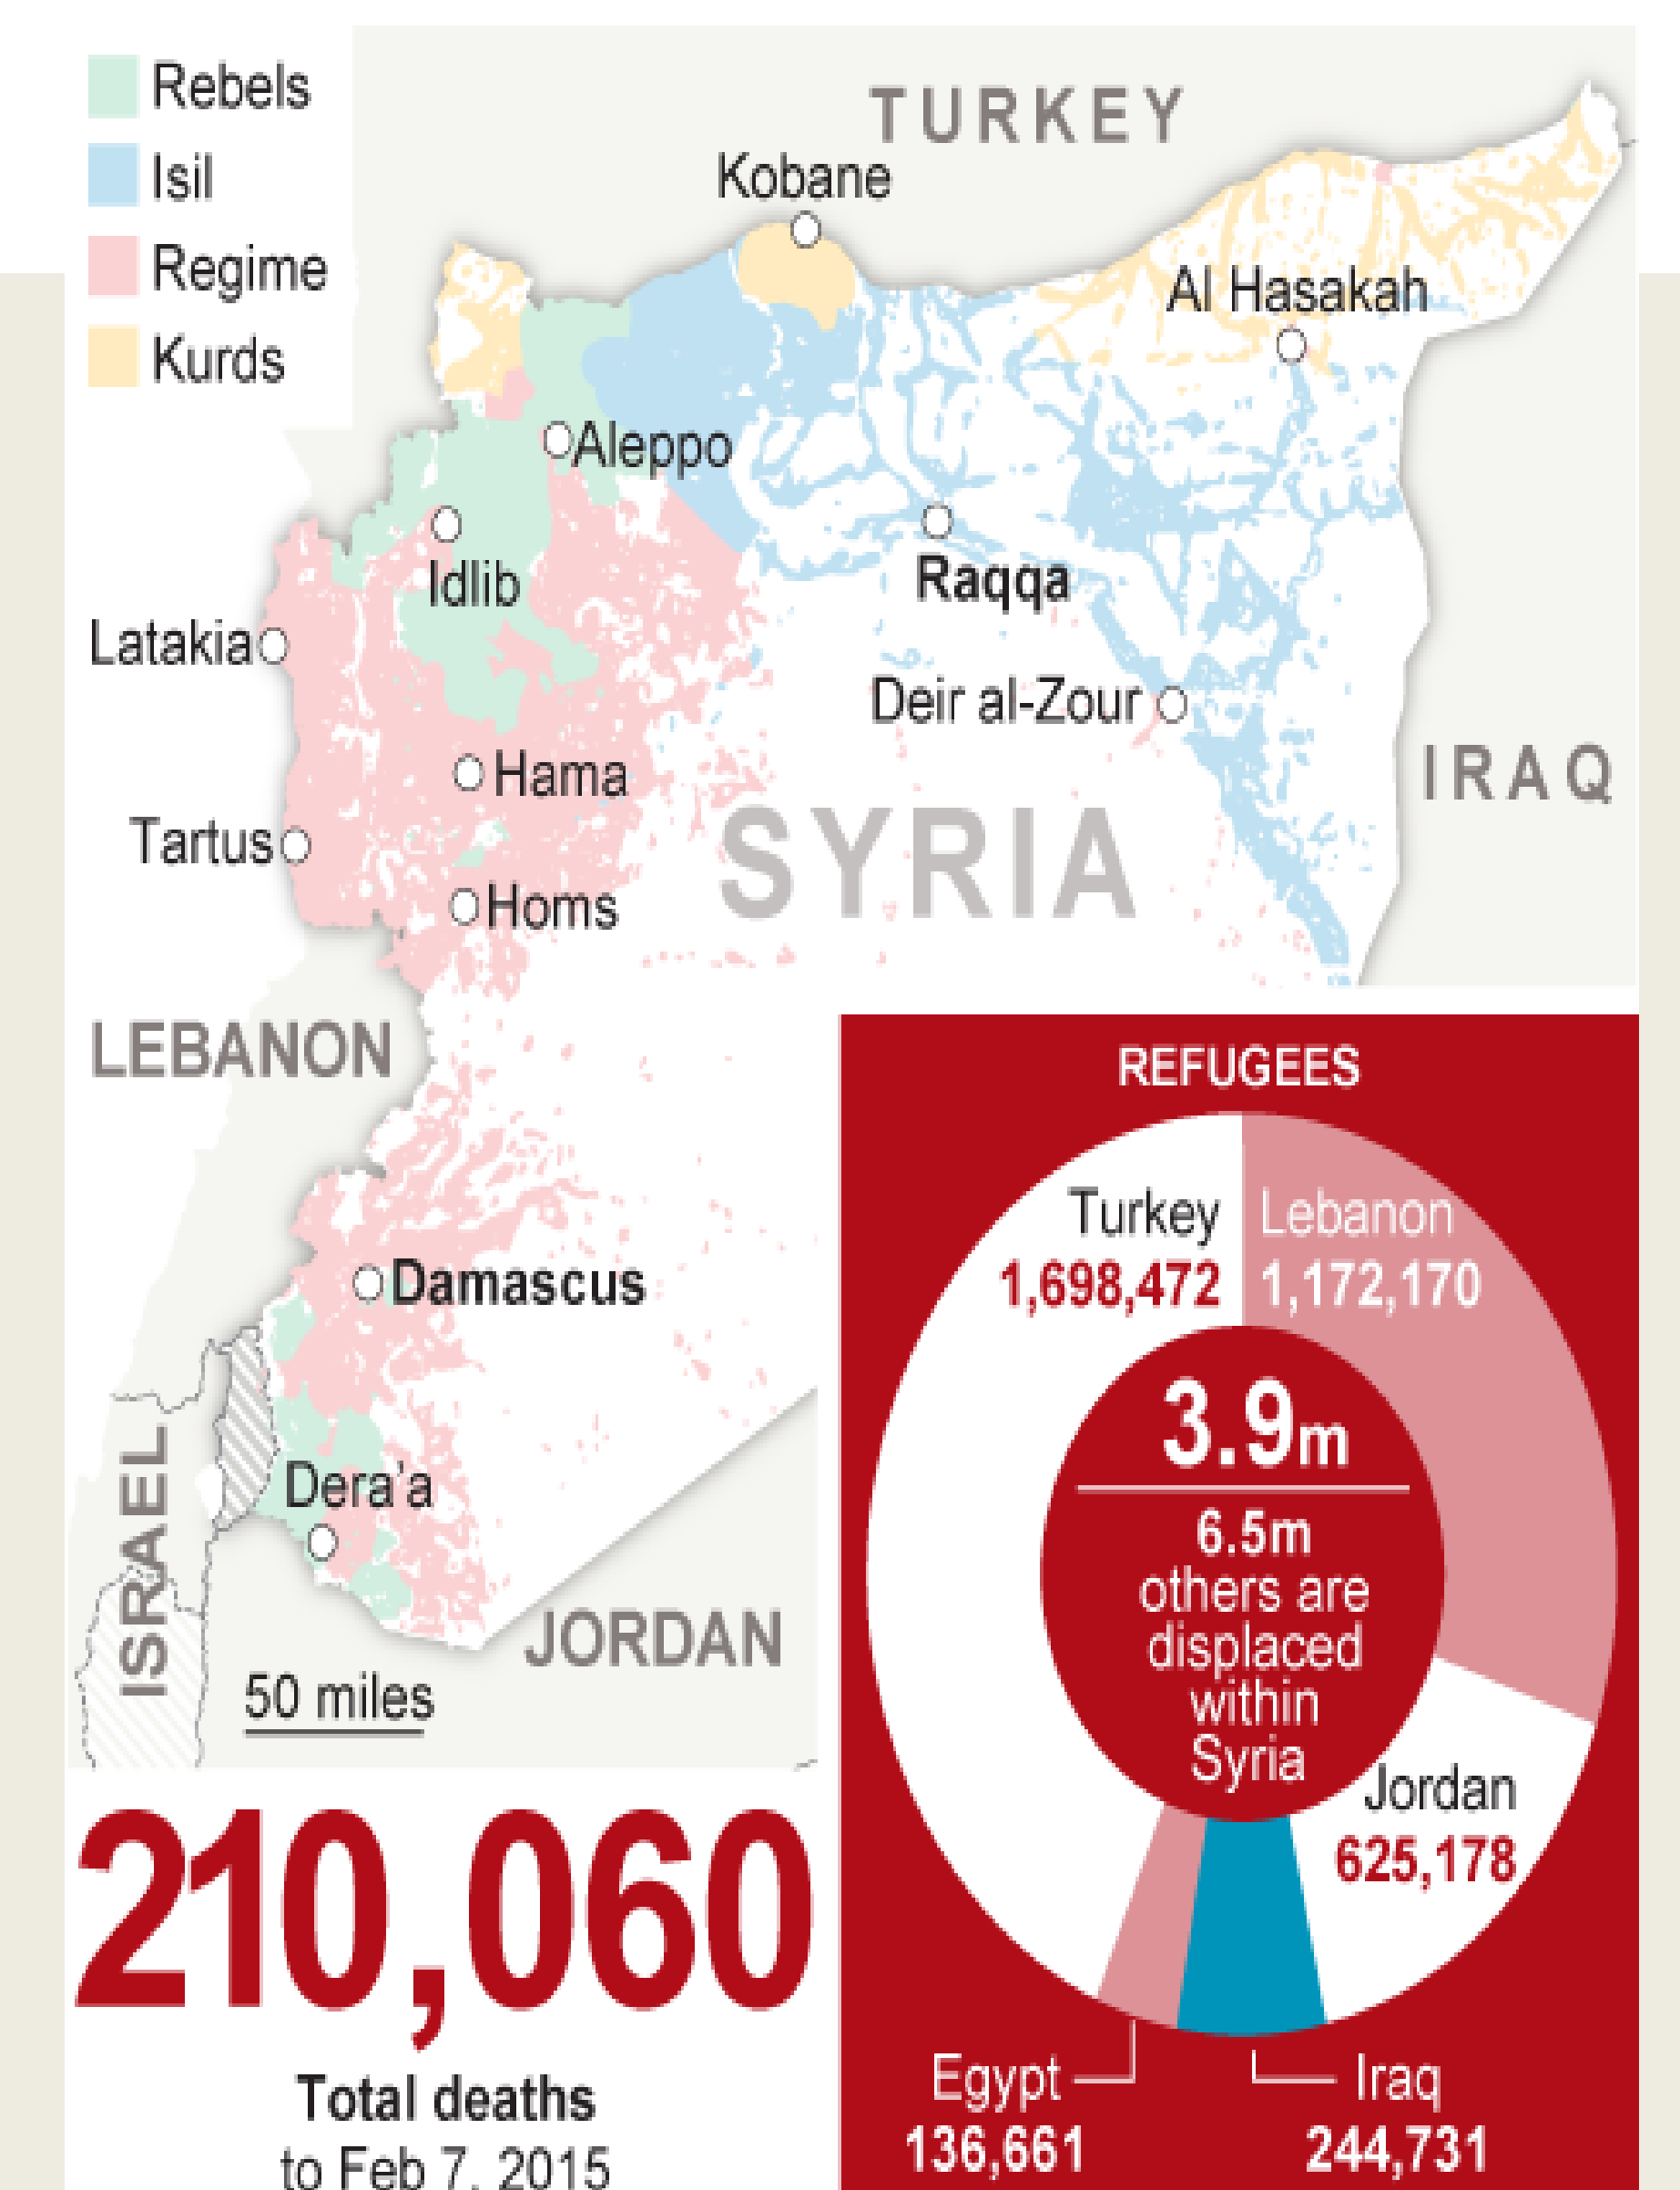 Rebels
Isil
Regime
Kurds
TURKEY
Kobane
Al Hasakah
Aleppo
Idlib
Raqqa
Latakia
Deir al-Zour
IRAQ
Hama
SYRIA
Tartus
Homs
LEBANON
Damascus
ISRAEL
Dera'a
JORDAN
50 miles
210,060
Total deaths
to Feb 7, 2015
REFUGEES
Turkey
1,698,472
Lebanon
1,172,170
3.9m
6.5m
others are
displaced
within
Syria
Jordan
625,178
Egypt
136,661
Iraq
244,731